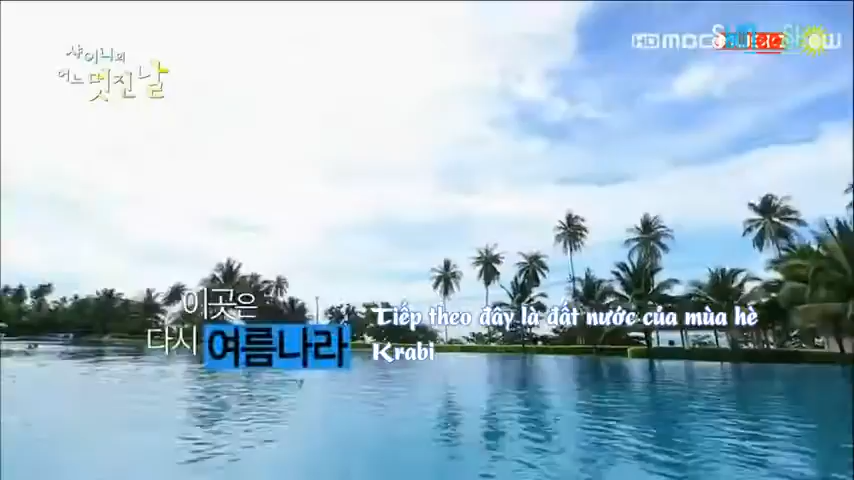 샤이니의
어느 멋진 날
HD MBC
이곳은
다시 여름나라
Tiếp theo đây là đất nước của mùa hè
Krabi